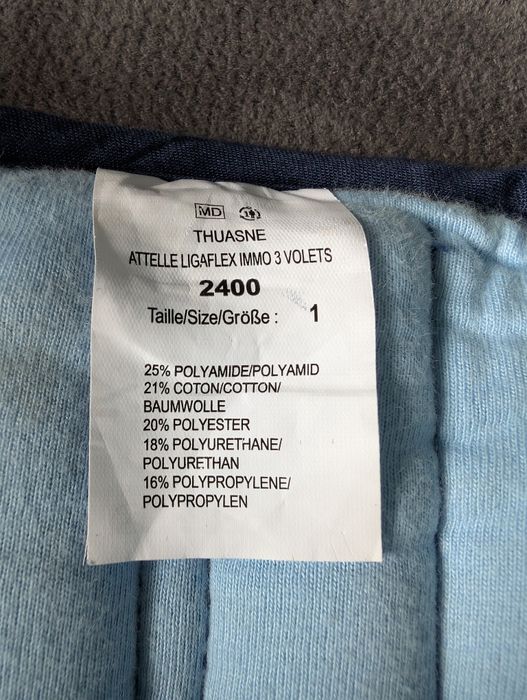 MD 1
THUASNE
ATTELLE LIGAFLEX IMMO 3 VOLETS
2400
Taille/Size/Größe : 1
25% POLYAMIDE/POLYAMID
21% COTON/COTTON/
BAUMWOLLE
20% POLYESTER
18% POLYURETHANE/
POLYURETHAN
16% POLYPROPYLENE/
POLYPROPYLEN